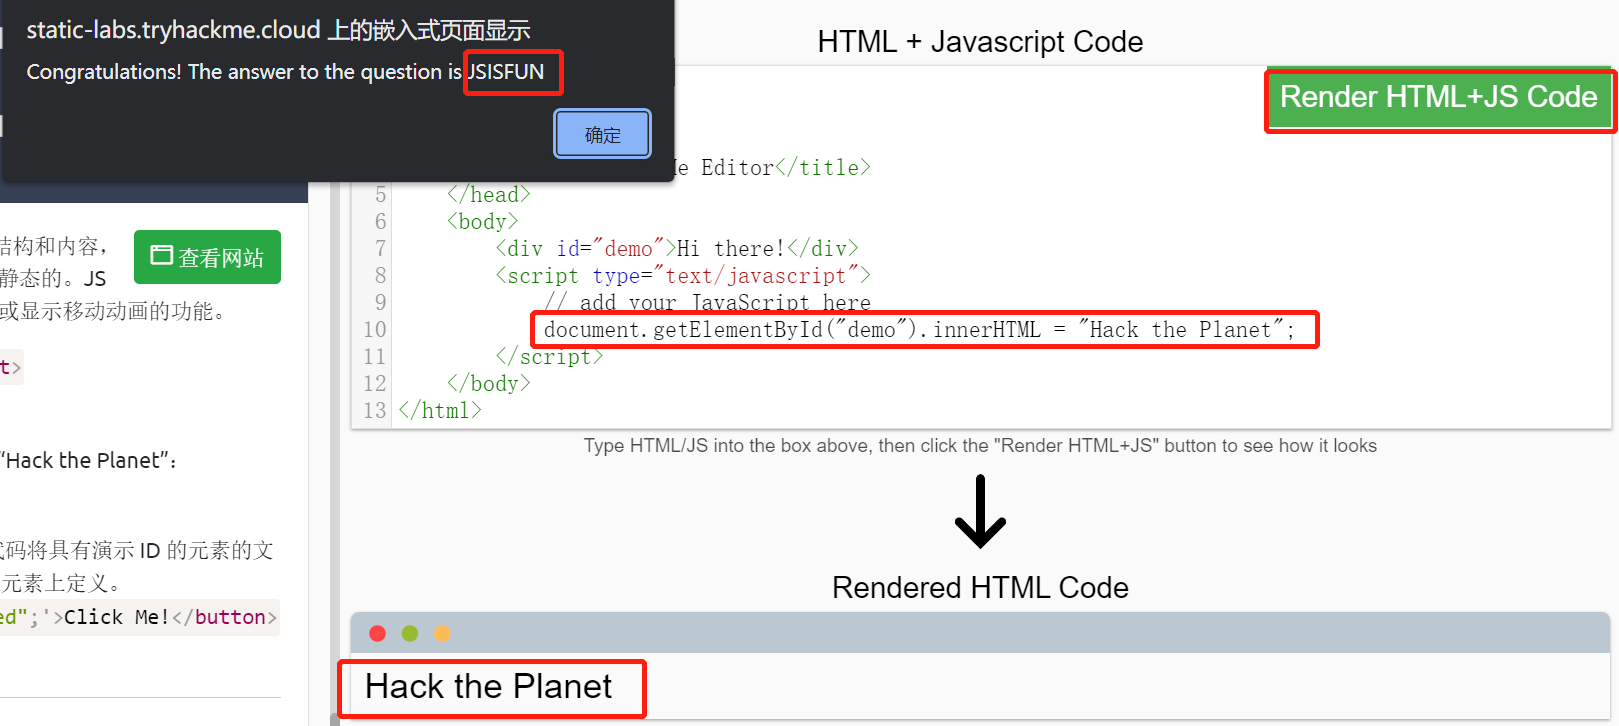 static-labs.tryhackme.cloud 上的嵌入式页面显示
Congratulations! The answer to the question is JSISFUN
确定
HTML + Javascript Code
Render HTML+JS Code
Editor</title>
5 </head>
6 <body>
7 <div id="demo">Hi there!</div>
8 <script type="text/javascript">
9 // add your JavaScript here
10 document.getElementById("demo").innerHTML = "Hack the Planet";
11 </script>
12 </body>
13 </html>
Type HTML/JS into the box above, then click the "Render HTML+JS" button to see how it looks
Rendered HTML Code
Hack the Planet
结构和内容，
查看网站
静态的。JS
或显示移动动画的功能。
t>
"Hack the Planet"：
代码将具有演示 ID 的元素的文
元素上定义。
ed";'>Click Me!</button>